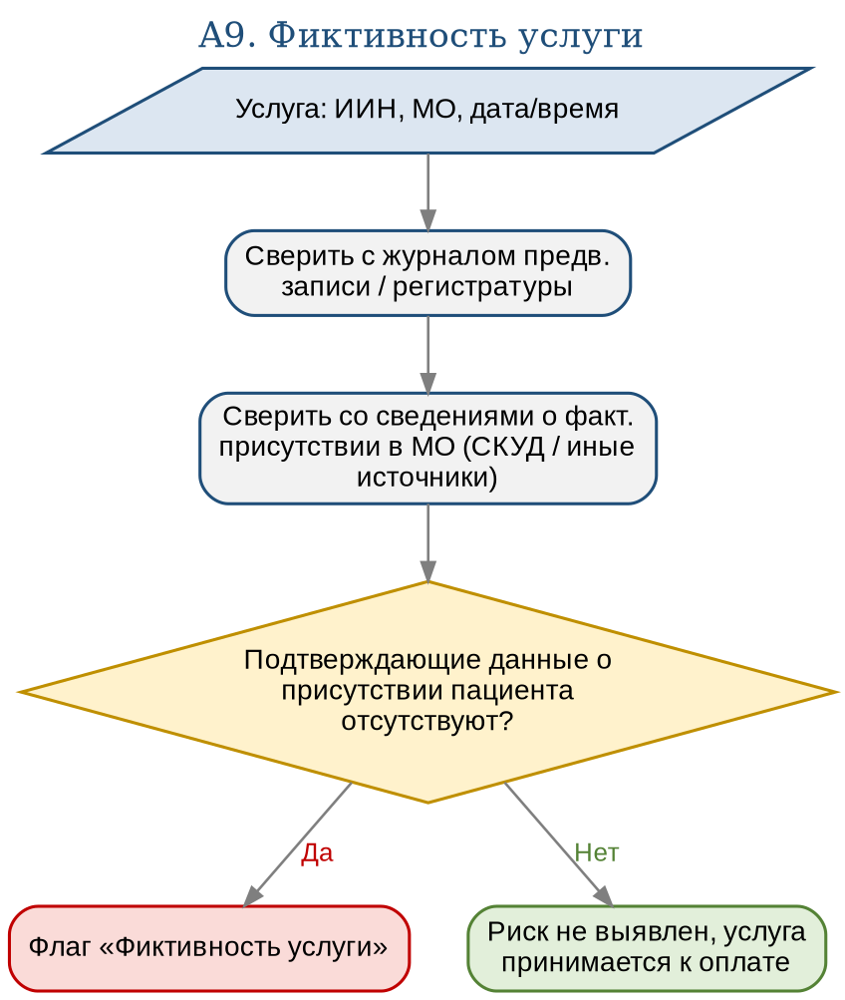 А9. Фиктивность услуги
Услуга: ИИН, МО, дата/время
Сверить с журналом предв.
записи / регистратуры
Сверить со сведениями о факт.
присутствии в МО (СКУД / иные
источники)
Подтверждающие данные о
присутствии пациента
отсутствуют?
Да
Нет
Флаг «Фиктивность услуги»
Риск не выявлен, услуга
принимается к оплате